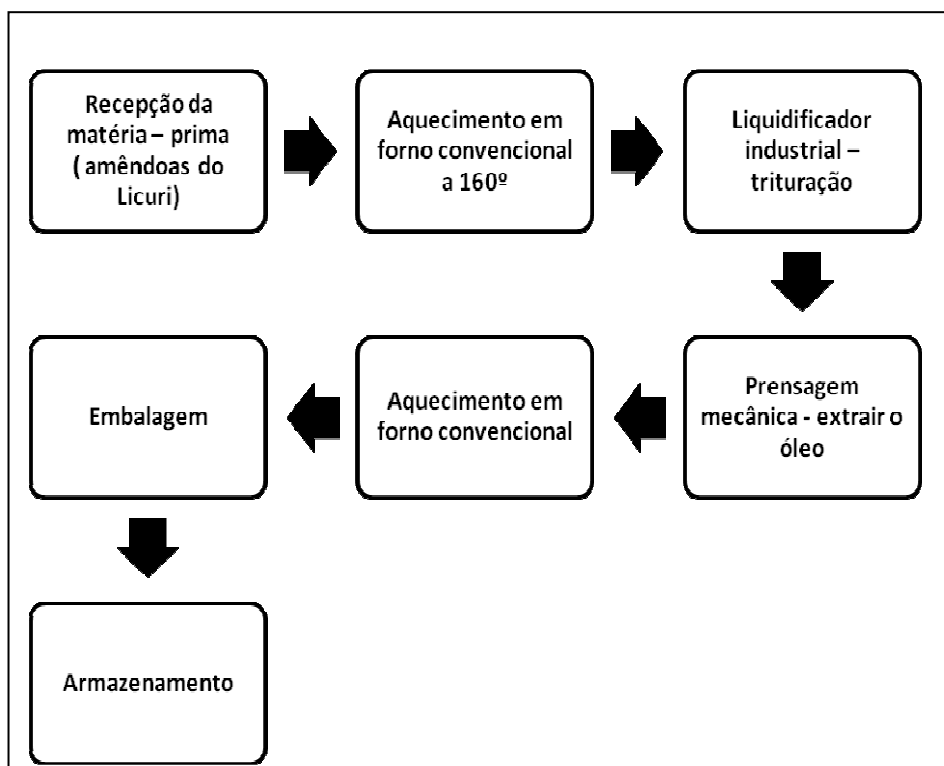 Recepção da
matéria – prima
( amêndoas do
Licuri)
Aquecimento em
forno convencional
a 160º
Liquidificador
industrial –
trituração
Prensagem
mecânica - extrair o
óleo
Aquecimento em
forno convencional
Embalagem
Armazenamento